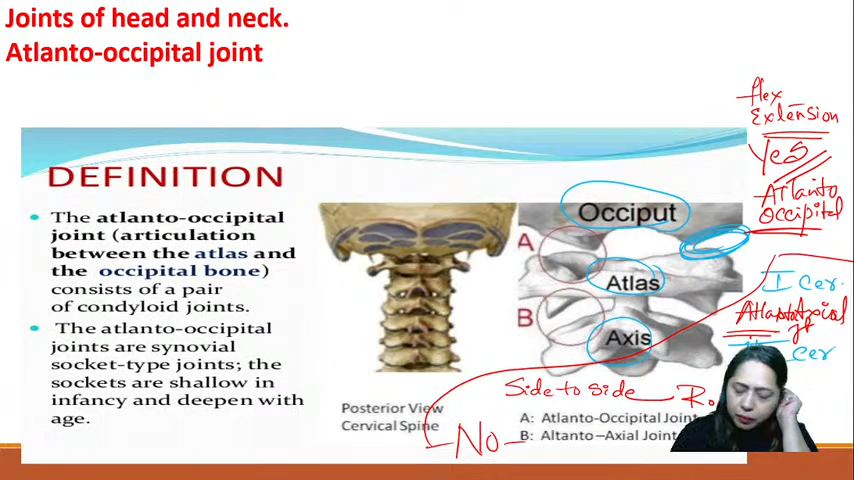 Joints of head and neck.
Atlanto-occipital joint
DEFINITION
• The atlanto-occipital
joint (articulation
between the atlas and
the occipital bone)
consists of a pair
of condyloid joints.
• The atlanto-occipital
joints are synovial
socket-type joints; the
sockets are shallow in
infancy and deepen with
age.
Posterior View
Cervical Spine
Occiput
A
Atlas
B
Axis
A: Atlanto-Occipital Joint
B: Altanto –Axial Joint
flex
Extension
Yes
Atlanto
Occipital
I cer.
Axial
cer
Side to side
No